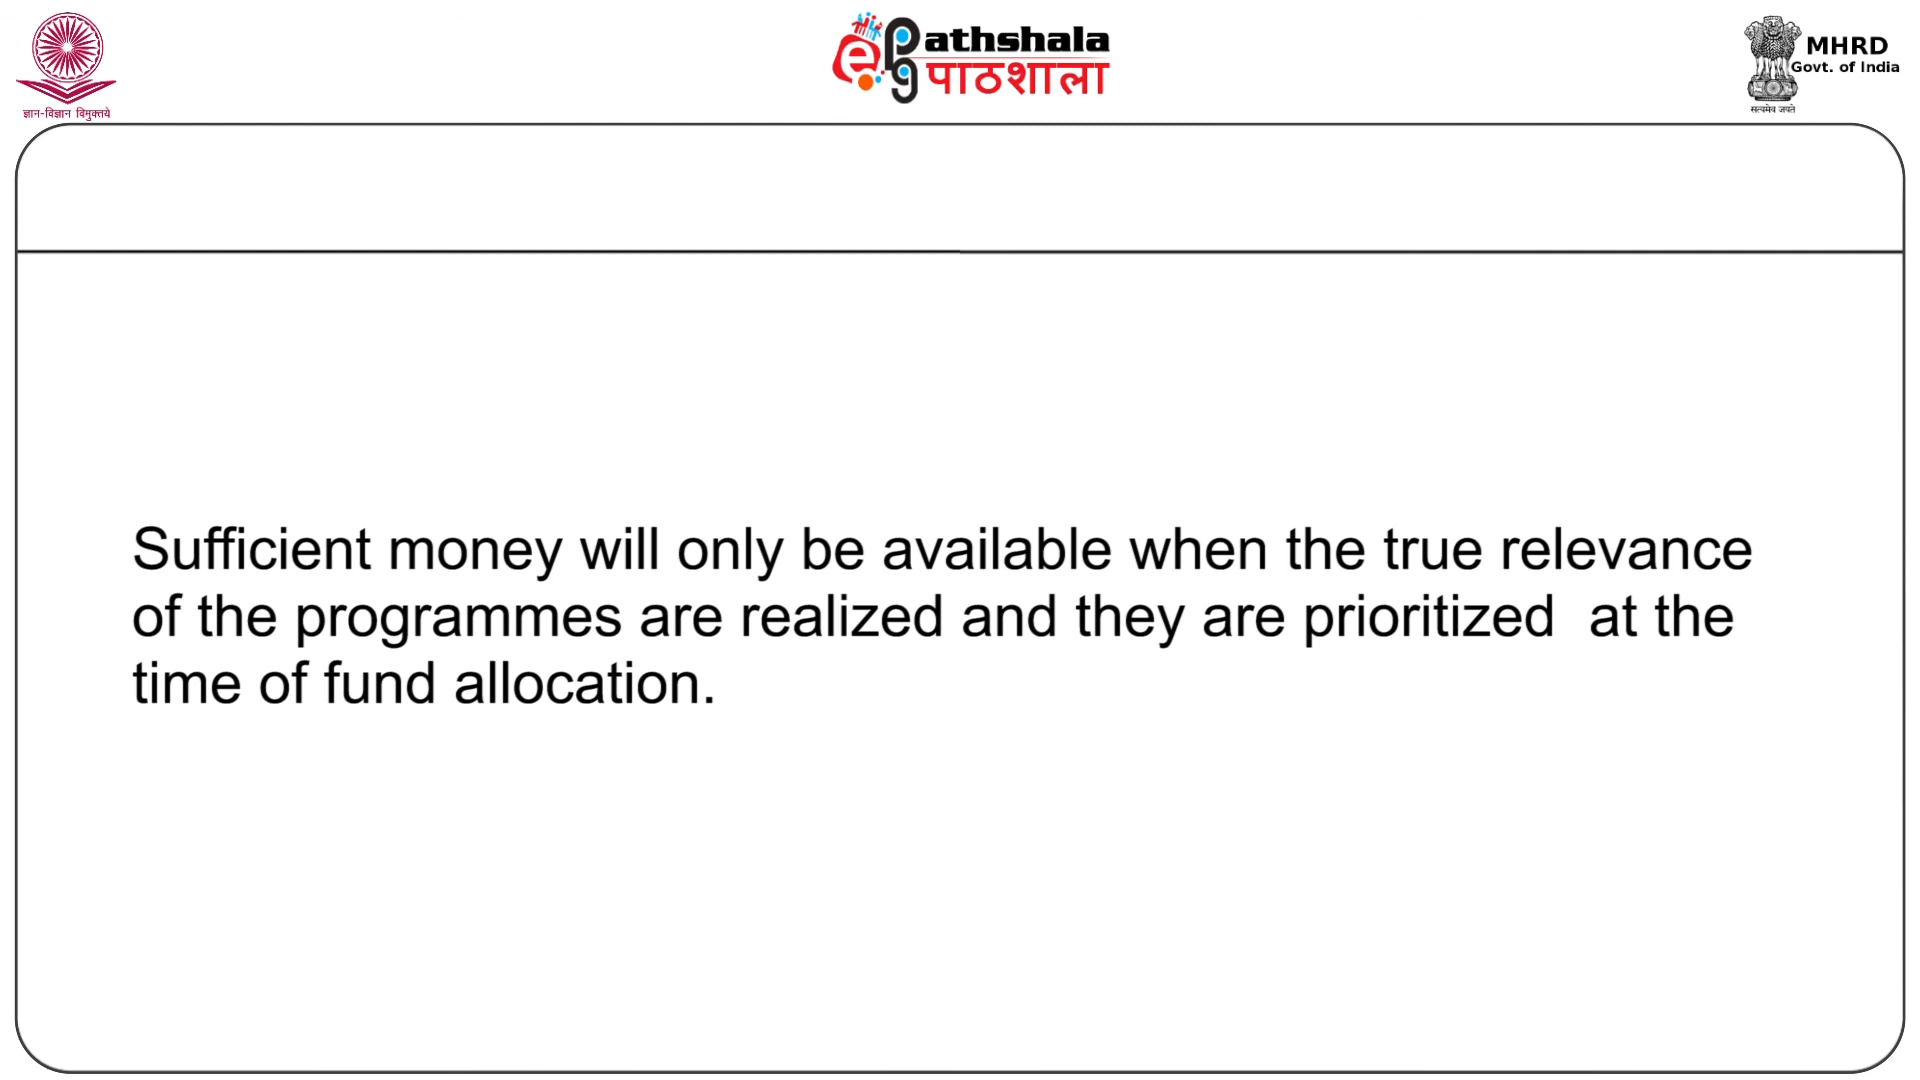 ज्ञान-विज्ञान विमुक्तये
ePathshala
पाठशाला
MHRD
Govt. of India
सत्यमेव जयते
Sufficient money will only be available when the true relevance
of the programmes are realized and they are prioritized  at the
time of fund allocation.